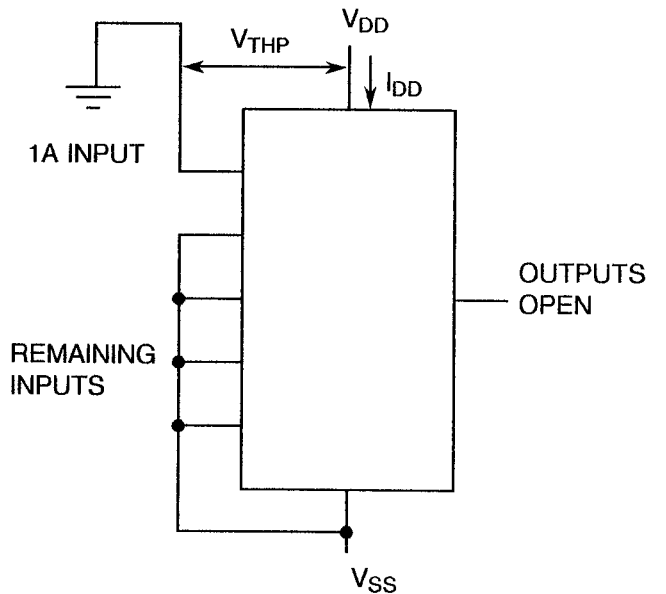 V_DD
V_THP
I_DD
1A INPUT
OUTPUTS
OPEN
REMAINING
INPUTS
V_SS